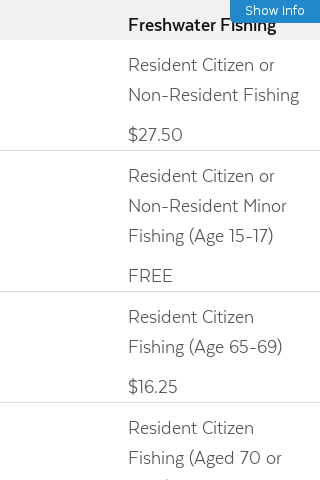 Show Info
Freshwater Fishing
Resident Citizen or
Non-Resident Fishing
$27.50
Resident Citizen or
Non-Resident Minor
Fishing (Age 15-17)
FREE
Resident Citizen
Fishing (Age 65-69)
$16.25
Resident Citizen
Fishing (Aged 70 or